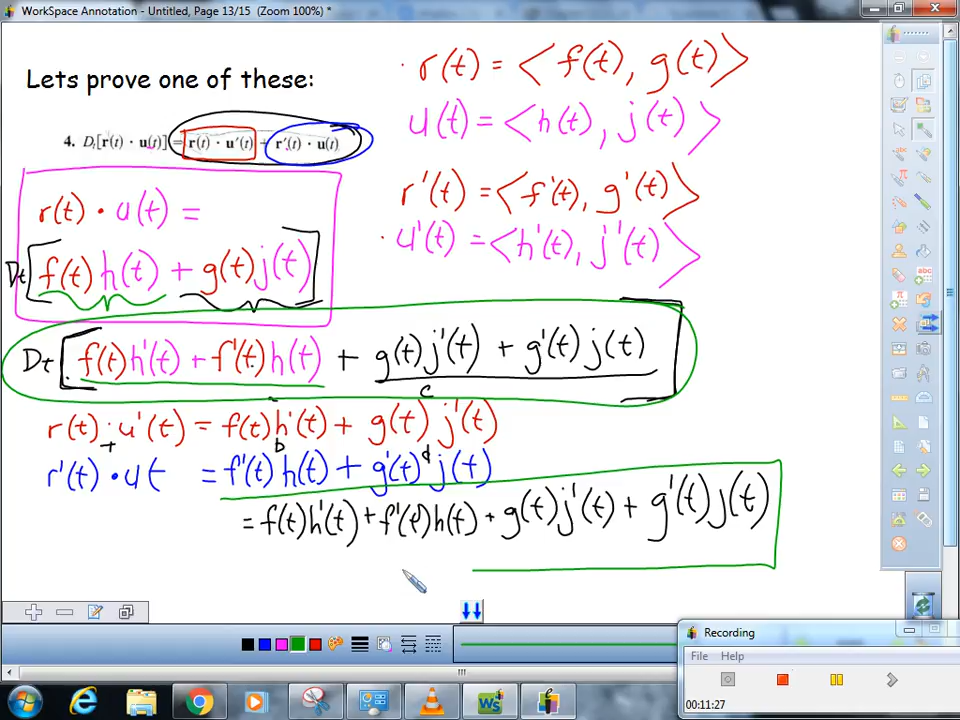 WorkSpace Annotation - Untitled, Page 13/15 (Zoom 100%) *
Lets prove one of these:
4. Dt[r(t) · u(t)] = r(t) · u'(t) + r'(t) · u(t)
r(t) = <f(t), g(t)>
u(t) = <h(t), j(t)>
r'(t) = <f'(t), g'(t)>
u'(t) = <h'(t), j'(t)>
r(t) • u(t) =
Dt [f(t)h(t) + g(t)j(t)]
Dt [f(t)h'(t) + f'(t)h(t) + g(t)j'(t) + g'(t)j(t)]
c
r(t) · u'(t) = f(t)h'(t) + g(t)j'(t)
+ b d
r'(t) • u(t = f'(t)h(t) + g'(t)j(t)
= f(t)h'(t) + f'(t)h(t) + g(t)j'(t) + g'(t)j(t)
Recording
File Help
00:11:27